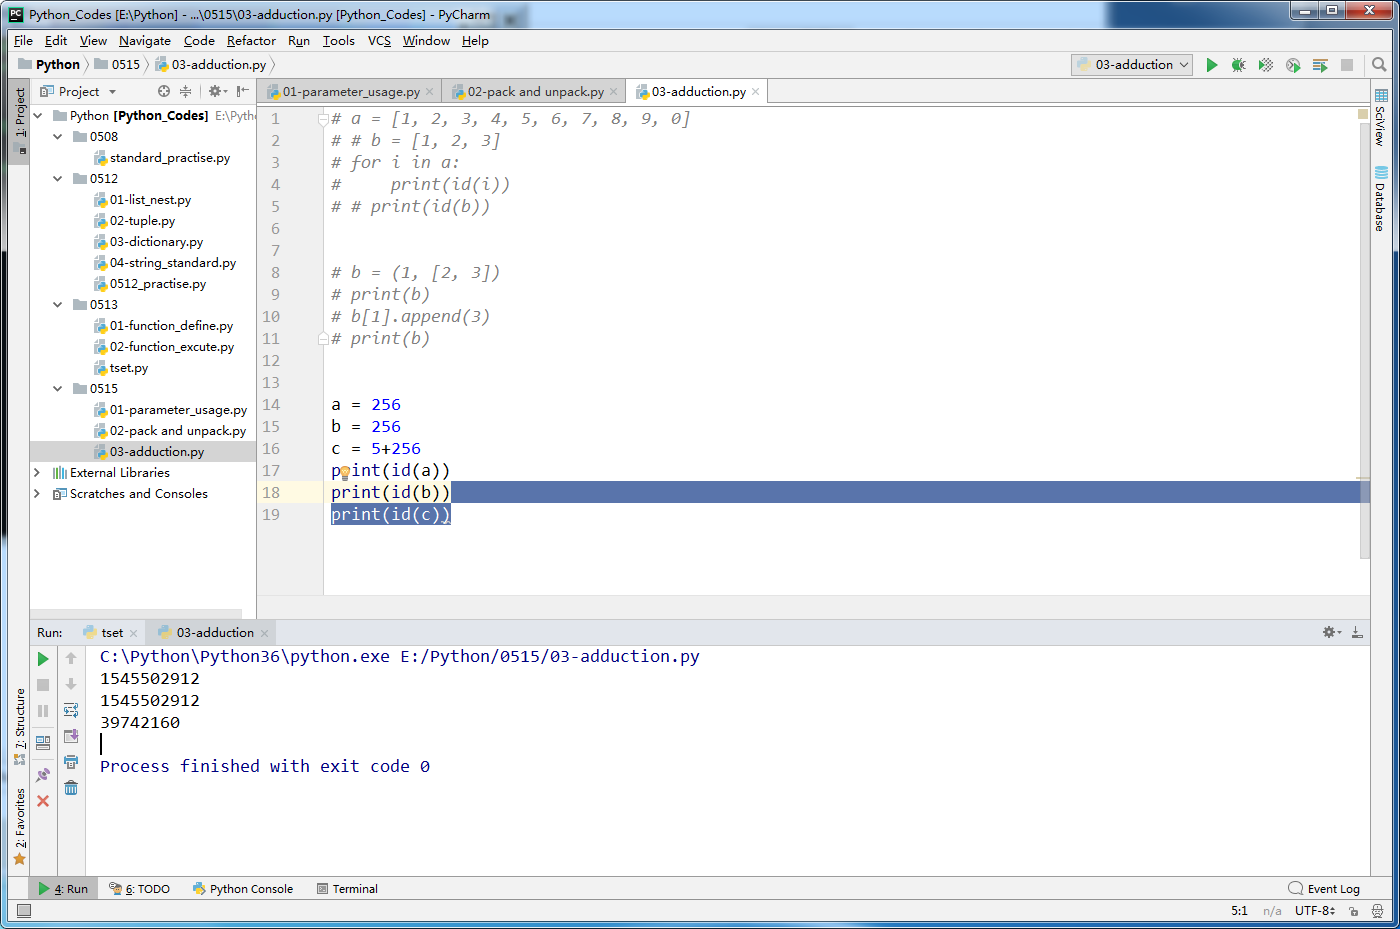 Python_Codes [E:\Python] - ...\0515\03-adduction.py [Python_Codes] - PyCharm
File Edit View Navigate Code Refactor Run Tools VCS Window Help
Python 0515 03-adduction.py 03-adduction
1: Project
Project
01-parameter_usage.py 02-pack and unpack.py 03-adduction.py
Python [Python_Codes] E:\Pytho
0508
standard_practise.py
0512
01-list_nest.py
02-tuple.py
03-dictionary.py
04-string_standard.py
0512_practise.py
0513
01-function_define.py
02-function_excute.py
tset.py
0515
01-parameter_usage.py
02-pack and unpack.py
03-adduction.py
External Libraries
Scratches and Consoles
1 # a = [1, 2, 3, 4, 5, 6, 7, 8, 9, 0]
2 # # b = [1, 2, 3]
3 # for i in a:
4 #     print(id(i))
5 # # print(id(b))
6
7
8 # b = (1, [2, 3])
9 # print(b)
10 # b[1].append(3)
11 # print(b)
12
13
14 a = 256
15 b = 256
16 c = 5+256
17 print(id(a))
18 print(id(b))
19 print(id(c))
SciView
Database
Run: tset 03-adduction
C:\Python\Python36\python.exe E:/Python/0515/03-adduction.py
1545502912
1545502912
39742160
Process finished with exit code 0
7: Structure
2: Favorites
4: Run 6: TODO Python Console Terminal Event Log
5:1 n/a UTF-8